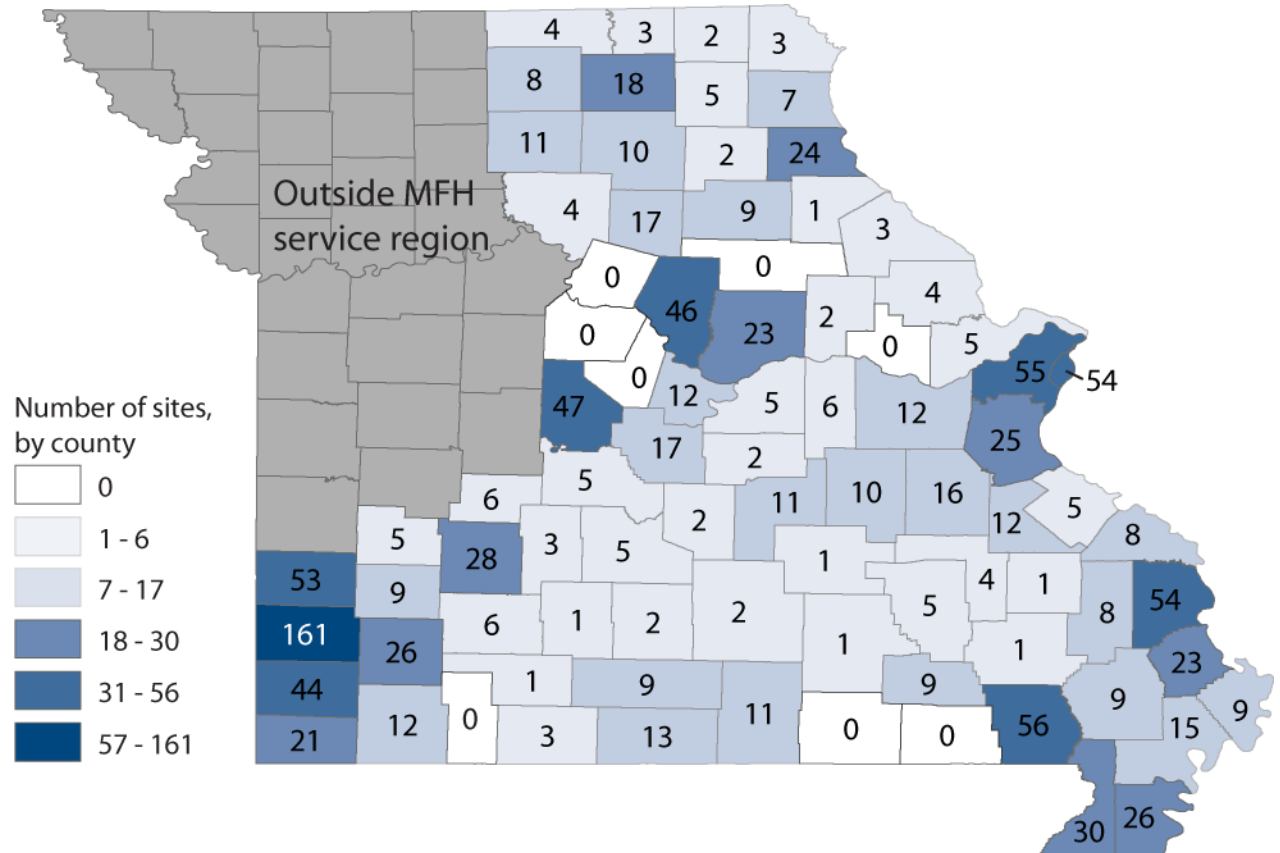 4 3 2 3
8 18 5 7
11 10 2 24
Outside MFH
service region
4 17 9 1 3
0 0 4
46 23 2
0 0 5
55 54
0 12 5 6 12
47 17 2 25
Number of sites,
by county
0
1 - 6
7 - 17
18 - 30
31 - 56
57 - 161
6 5 2 11 10 16 12 5 8
5 28 3 5 1
53 9 4 1 54
161 26 6 1 2 2 5 8
1 1 23
44 1 9 9 9 9
21 12 0 3 13 11 0 0 56 15
30 26